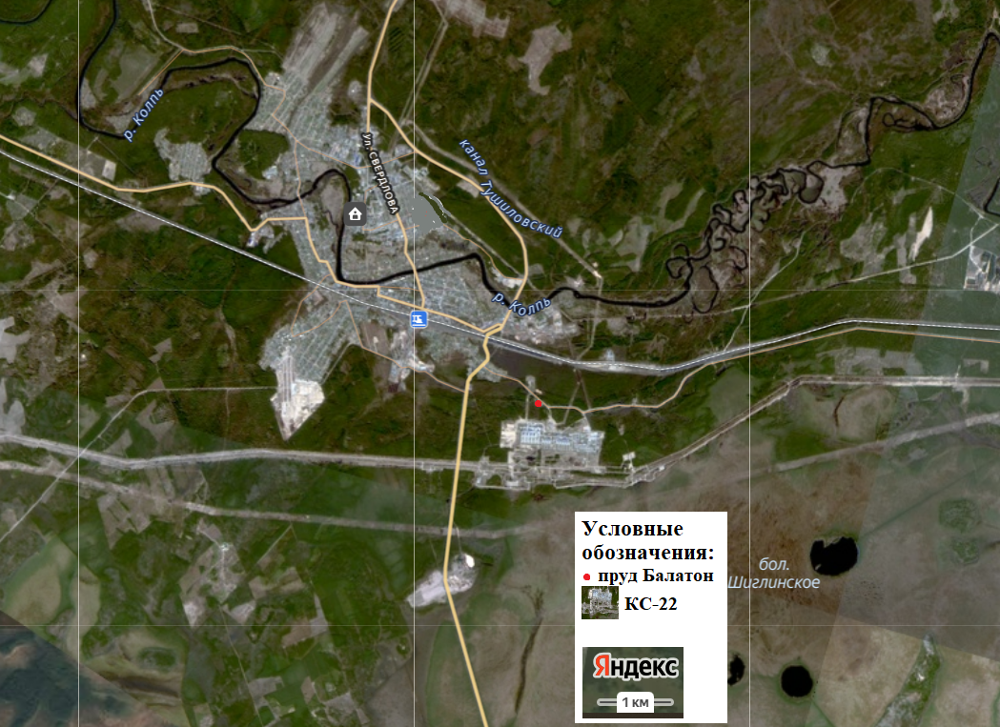 р. Колпь
ул. СВЕРДЛОВА
канал Тушиловский
р. Колпь
Условные
обозначения:
пруд Балатон
КС-22
бол.
Шиглинское
Яндекс
1 км